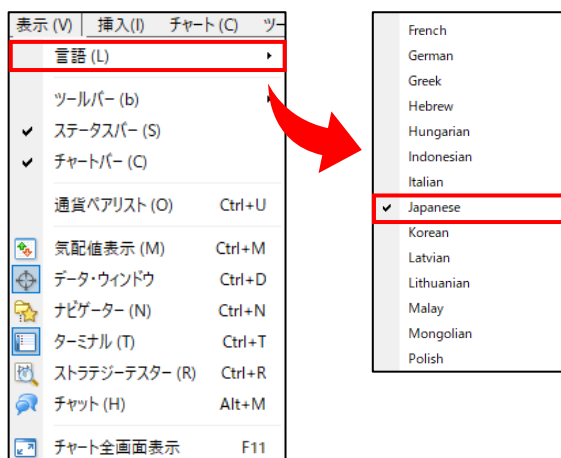 表示 (V) 挿入(I) チャート (C) ツー
言語 (L)
ツールバー (b)
ステータスバー (S)
チャートバー (C)
通貨ペアリスト (O) Ctrl+U
気配値表示 (M) Ctrl+M
データ・ウィンドウ Ctrl+D
ナビゲーター (N) Ctrl+N
ターミナル (T) Ctrl+T
ストラテジーテスター (R) Ctrl+R
チャット (H) Alt+M
チャート全画面表示 F11
French
German
Greek
Hebrew
Hungarian
Indonesian
Italian
Japanese
Korean
Latvian
Lithuanian
Malay
Mongolian
Polish